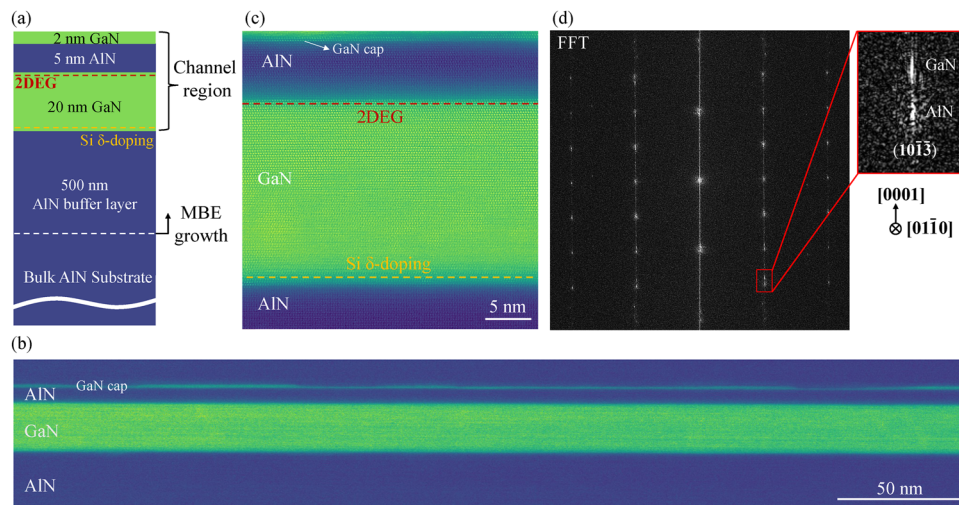 (a)
2 nm GaN
5 nm AlN
2DEG
20 nm GaN
Channel
region
Si δ-doping
500 nm
AlN buffer layer
MBE
growth
Bulk AlN Substrate
(c)
GaN cap
AlN
2DEG
GaN
Si δ-doping
AlN
5 nm
(d)
FFT
GaN
AlN
(101̅3̅)
[0001]
[011̅0]
(b)
GaN cap
AlN
GaN
AlN
50 nm